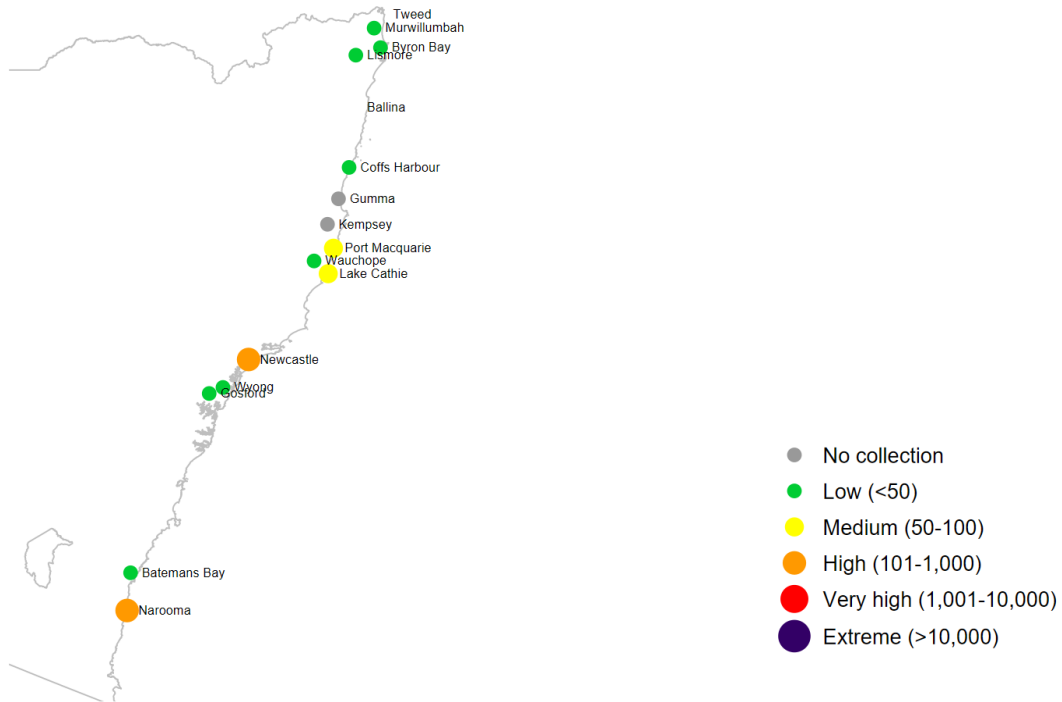 Tweed
Murwillumbah
Byron Bay
Lismore
Ballina
Coffs Harbour
Gumma
Kempsey
Port Macquarie
Wauchope
Lake Cathie
Newcastle
Wyong
Gosford
Batemans Bay
Narooma
No collection
Low (<50)
Medium (50-100)
High (101-1,000)
Very high (1,001-10,000)
Extreme (>10,000)